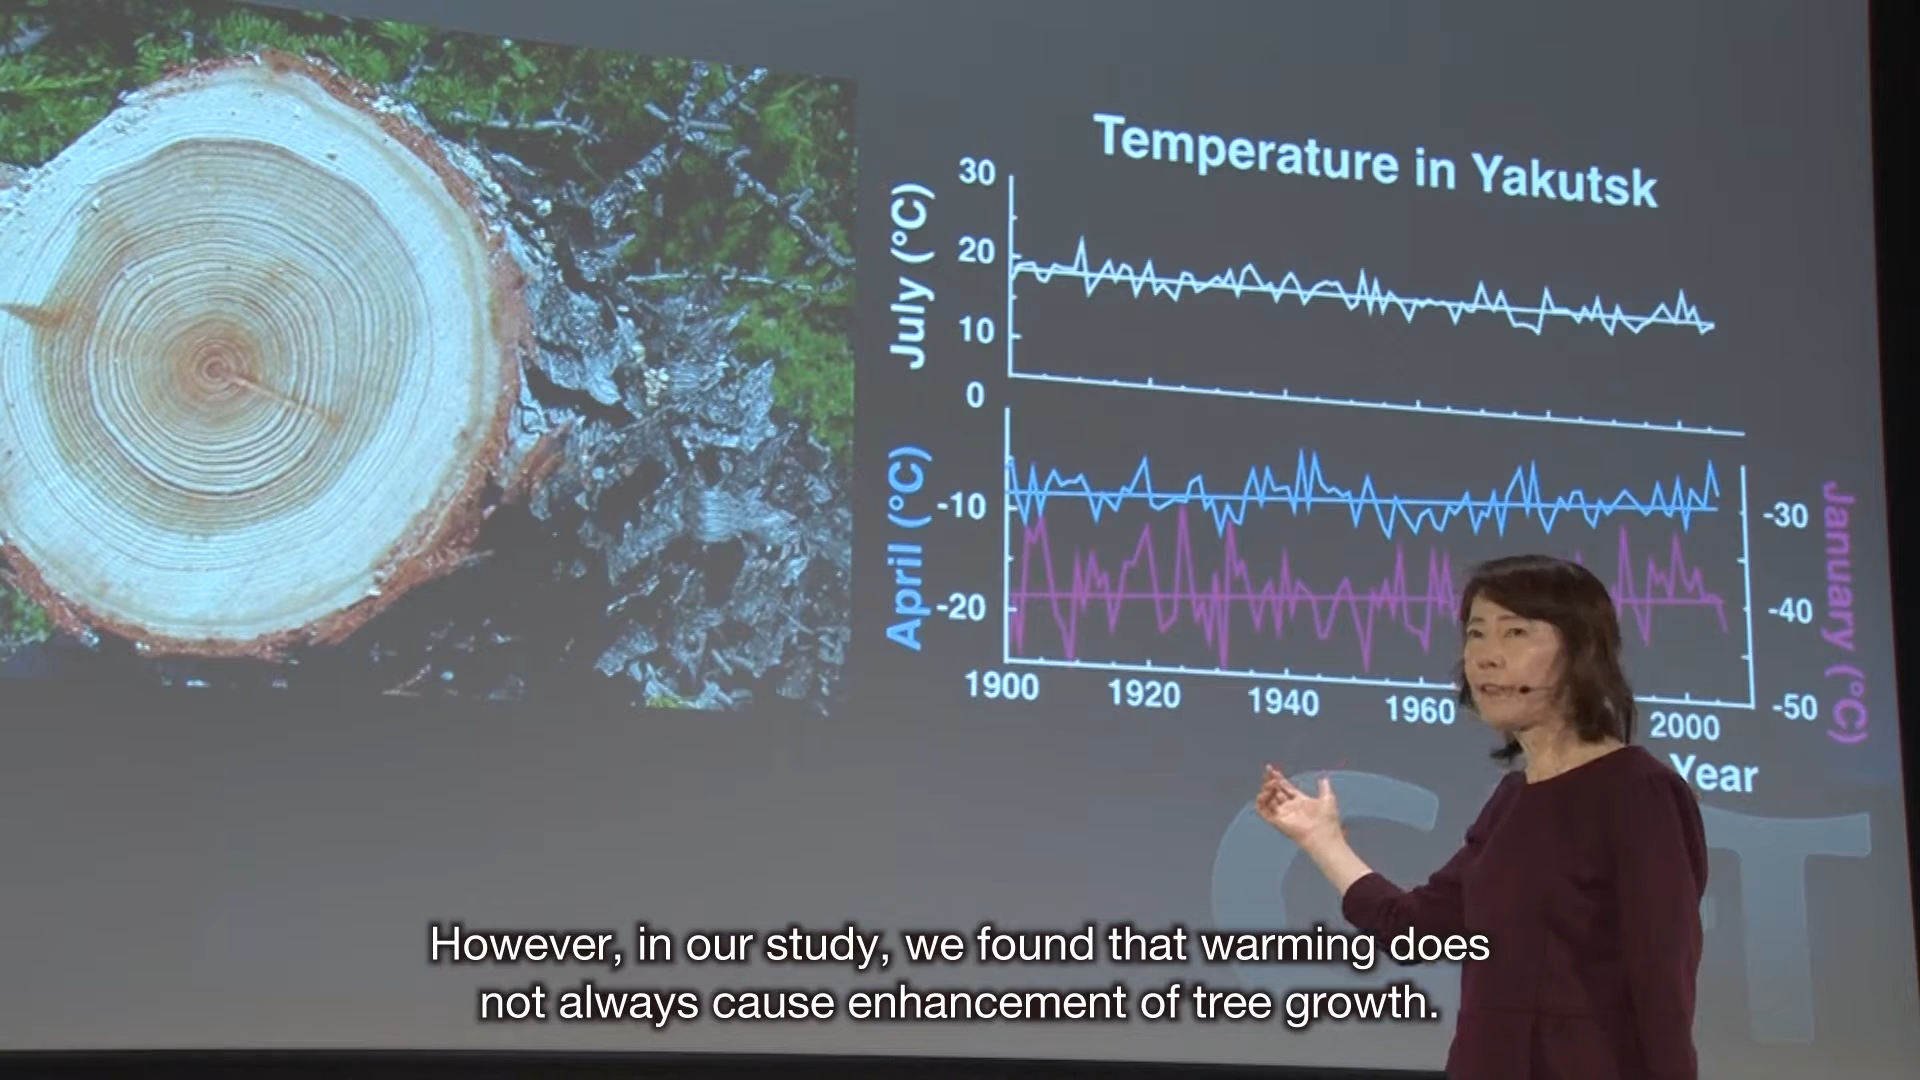 Temperature in Yakutsk
July (°C)
30
20
10
0
April (°C)
-10
-20
January (°C)
-30
-40
-50
1900
1920
1940
1960
2000
Year
However, in our study, we found that warming does
not always cause enhancement of tree growth.